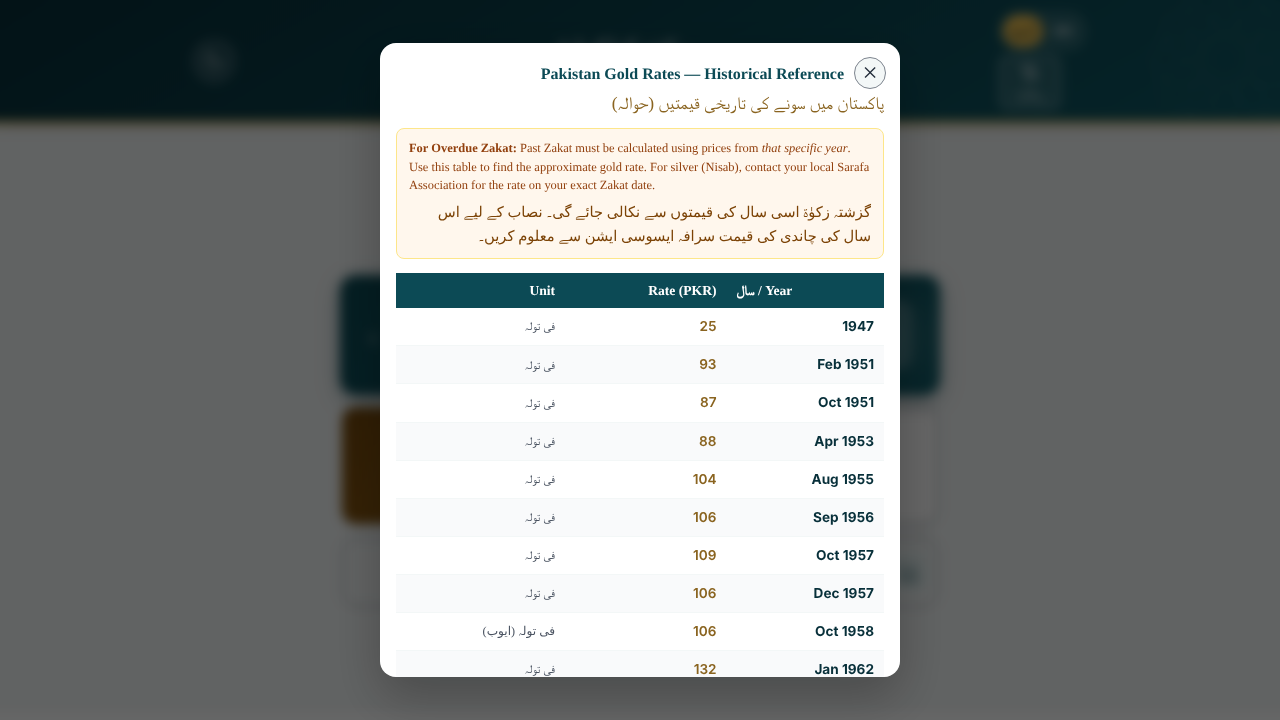 Pakistan Gold Rates — Historical Reference
پاکستان میں سونے کی تاریخی قیمتیں (حوالہ)
For Overdue Zakat: Past Zakat must be calculated using prices from that specific year.
Use this table to find the approximate gold rate. For silver (Nisab), contact your local Sarafa
Association for the rate on your exact Zakat date.
گزشتہ زکوٰۃ اسی سال کی قیمتوں سے نکالی جائے گی۔ نصاب کے لیے اس
سال کی چاندی کی قیمت سرافہ ایسوسی ایشن سے معلوم کریں۔
سال / Year Rate (PKR) Unit
1947 25 فی تولہ
Feb 1951 93 فی تولہ
Oct 1951 87 فی تولہ
Apr 1953 88 فی تولہ
Aug 1955 104 فی تولہ
Sep 1956 106 فی تولہ
Oct 1957 109 فی تولہ
Dec 1957 106 فی تولہ
Oct 1958 106 فی تولہ (ایوب)
Jan 1962 132 فی تولہ